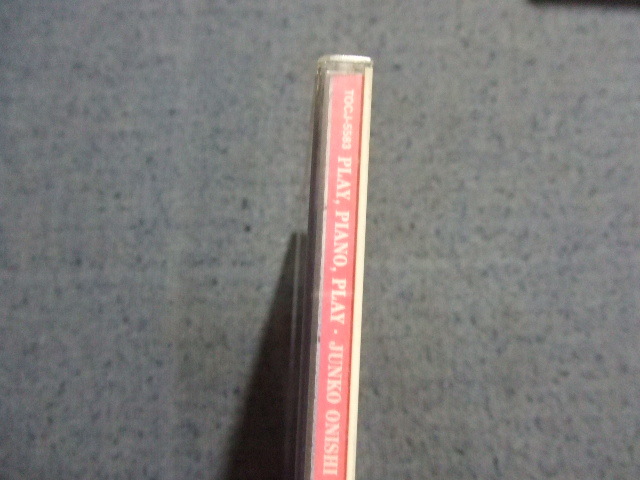 TOCJ-5583 PLAY, PIANO, PLAY · JUNKO ONISHI